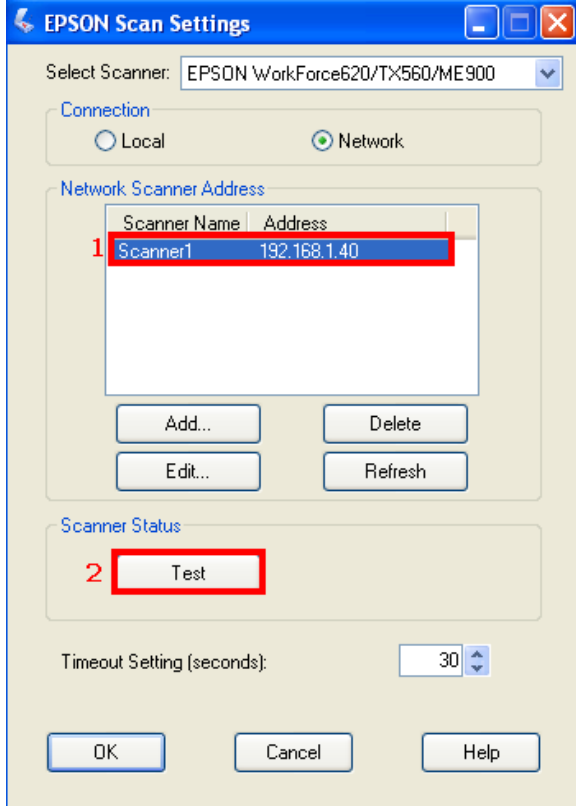 EPSON Scan Settings
Select Scanner: EPSON WorkForce620/TX560/ME900
Connection
Local Network
Network Scanner Address
Scanner Name Address
1 Scanner1 192.168.1.40
Add... Delete
Edit... Refresh
Scanner Status
2 Test
Timeout Setting (seconds): 30
OK Cancel Help